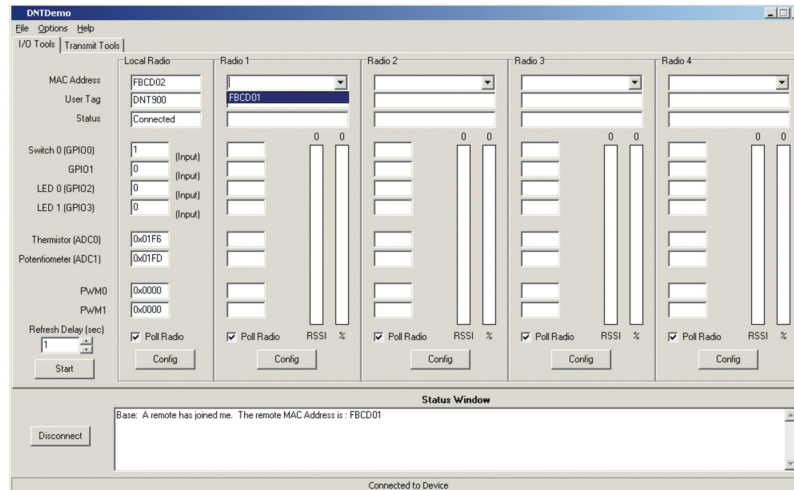 DNTDemo
File Options Help
I/O Tools Transmit Tools
Local Radio Radio 1 Radio 2 Radio 3 Radio 4
MAC Address FBCD02
User Tag DNT900 FBCD01
Status Connected
0 0 0 0 0 0 0 0
Switch 0 (GPIO0) 1 (Input)
GPIO1 0 (Input)
LED 0 (GPIO2) 0 (Input)
LED 1 (GPIO3) 0 (Input)
Thermistor (ADC0) 0x01F6
Potentiometer (ADC1) 0x01FD
PWM0 0x0000
PWM1 0x0000
Refresh Delay (sec)
1 Poll Radio Poll Radio RSSI % Poll Radio RSSI % Poll Radio RSSI % Poll Radio RSSI %
Start Config Config Config Config Config
Status Window
Base: A remote has joined me. The remote MAC Address is : FBCD01
Disconnect
Connected to Device